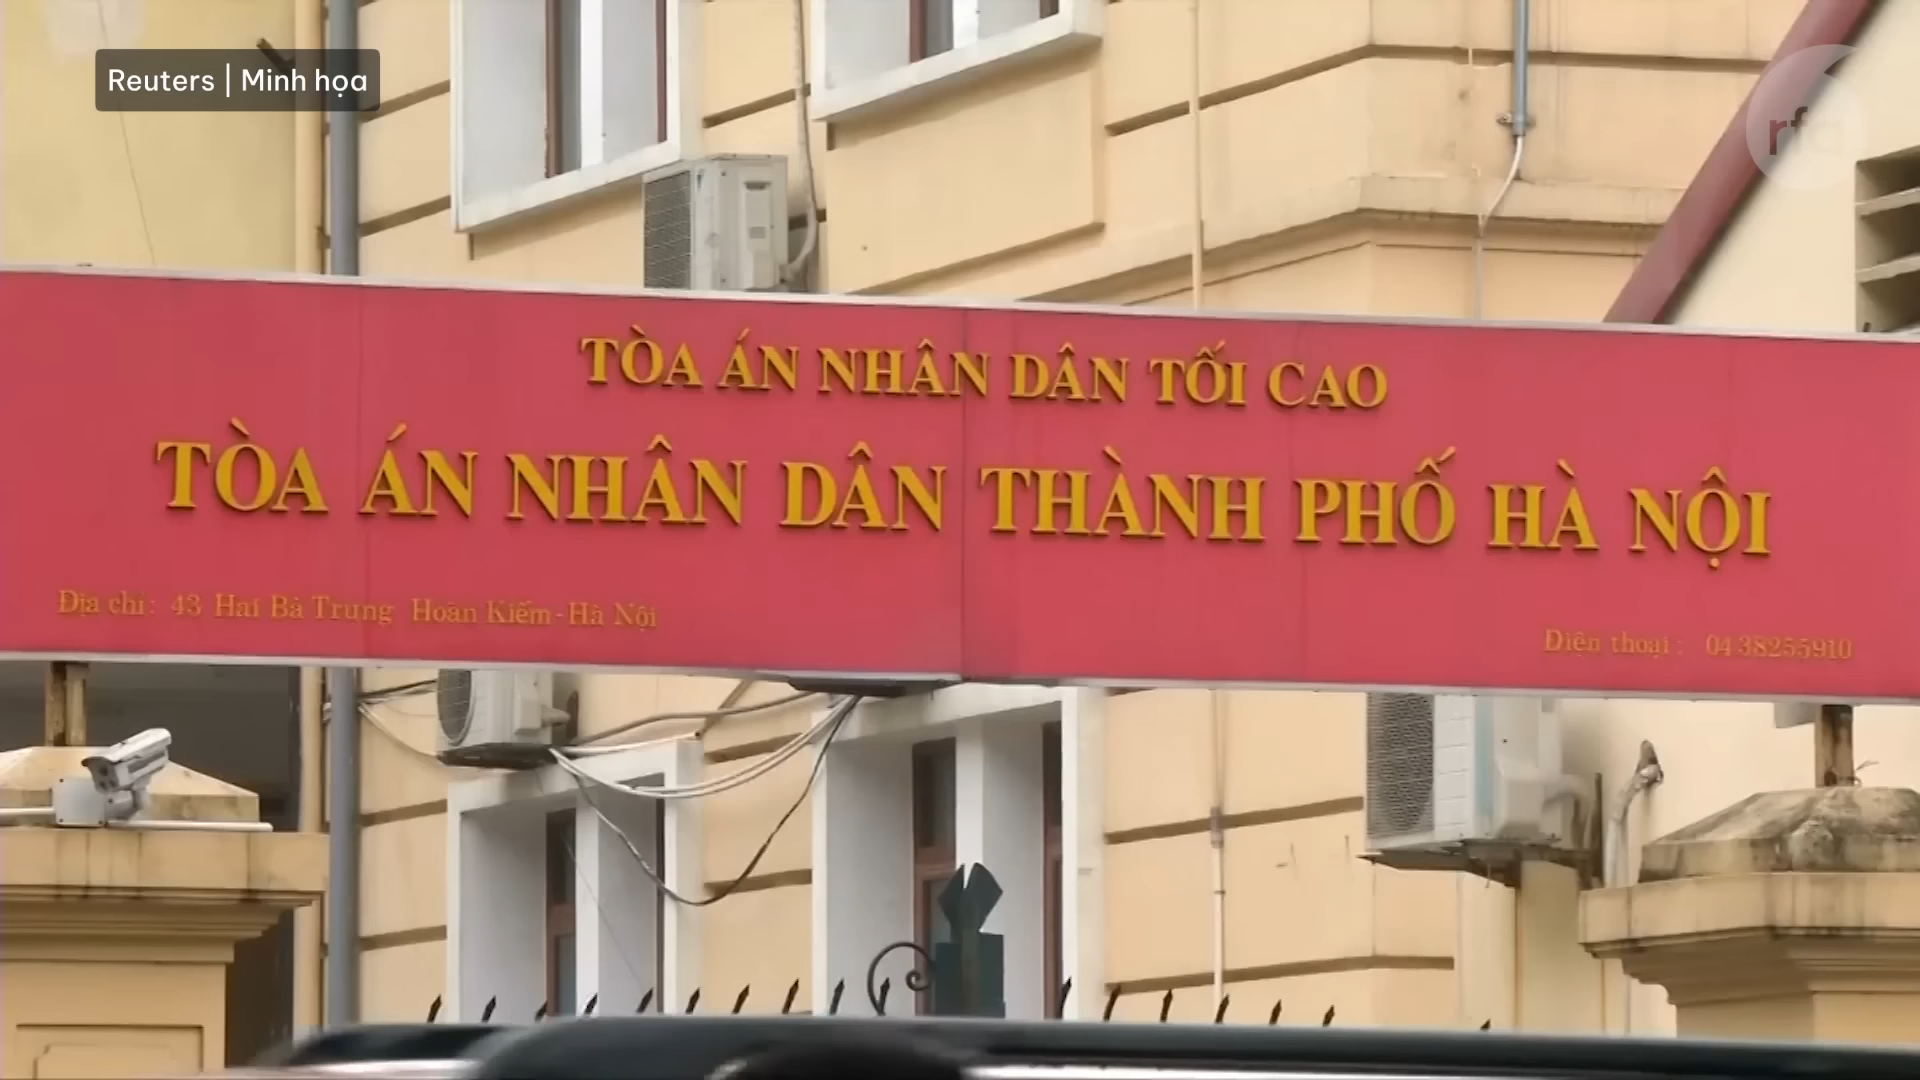 Reuters | Minh họa
rfa
TÒA ÁN NHÂN DÂN TỐI CAO
TÒA ÁN NHÂN DÂN THÀNH PHỐ HÀ NỘI
Địa chỉ: 43 Hai Bà Trưng Hoàn Kiếm - Hà Nội
Điện thoại: 04 38255910